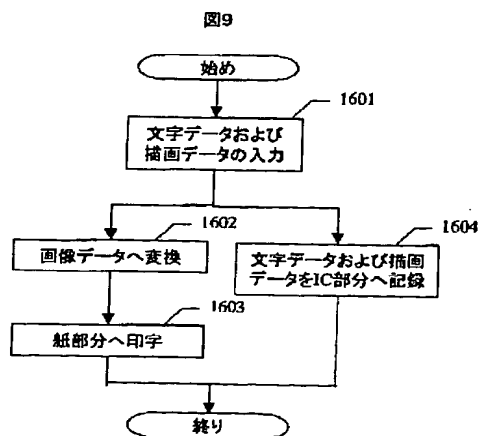 図9
始め
1601
文字データおよび
描画データの入力
1602
画像データへ変換
1604
文字データおよび描画
データをIC部分へ記録
1603
紙部分へ印字
終り